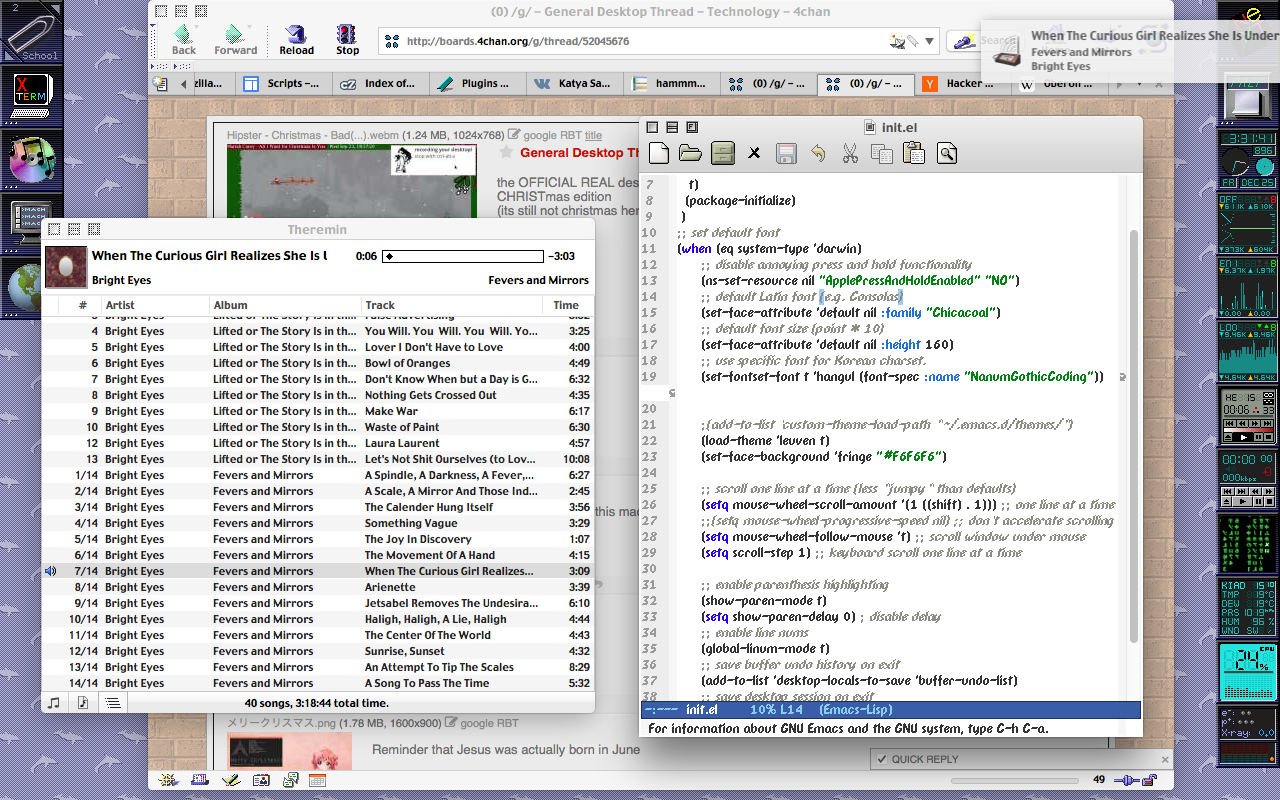 2
School
X
TERM
MACH
MACH
(0) /g/ – General Desktop Thread – Technology – 4chan
Back
Forward
Reload
Stop
http://boards.4chan.org/g/thread/52045676
Search
When The Curious Girl Realizes She Is Under
Fevers and Mirrors
Bright Eyes
zilla...
Scripts –...
Index of...
Plugins ...
Katya Sa...
hammm...
(0) /g/ – ...
(0) /g/ – ...
Hacker ...
Oberon ...
Hipster - Christmas - Bad(...).webm (1.24 MB, 1024x768) google RBT title
General Desktop Th
the OFFICIAL REAL des
CHRISTmas edition
(its still not christmas her
Theremin
When The Curious Girl Realizes She Is U
0:06
−3:03
Bright Eyes
Fevers and Mirrors
# Artist Album Track Time
4 Bright Eyes Lifted or The Story Is in th... You Will. You Will. You Will. Yo... 3:25
5 Bright Eyes Lifted or The Story Is in th... Lover I Don't Have to Love 4:00
6 Bright Eyes Lifted or The Story Is in th... Bowl of Oranges 4:49
7 Bright Eyes Lifted or The Story Is in th... Don't Know When but a Day is G... 6:32
8 Bright Eyes Lifted or The Story Is in th... Nothing Gets Crossed Out 4:35
9 Bright Eyes Lifted or The Story Is in th... Make War 6:17
10 Bright Eyes Lifted or The Story Is in th... Waste of Paint 6:30
12 Bright Eyes Lifted or The Story Is in th... Laura Laurent 4:57
13 Bright Eyes Lifted or The Story Is in th... Let's Not Shit Ourselves (to Lov... 10:08
1/14 Bright Eyes Fevers and Mirrors A Spindle, A Darkness, A Fever,... 6:27
2/14 Bright Eyes Fevers and Mirrors A Scale, A Mirror And Those Ind... 2:45
3/14 Bright Eyes Fevers and Mirrors The Calender Hung Itself 3:56
4/14 Bright Eyes Fevers and Mirrors Something Vague 3:29
5/14 Bright Eyes Fevers and Mirrors The Joy In Discovery 1:07
6/14 Bright Eyes Fevers and Mirrors The Movement Of A Hand 4:15
7/14 Bright Eyes Fevers and Mirrors When The Curious Girl Realizes... 3:09
8/14 Bright Eyes Fevers and Mirrors Arienette 3:39
9/14 Bright Eyes Fevers and Mirrors Jetsabel Removes The Undesira... 6:10
10/14 Bright Eyes Fevers and Mirrors Haligh, Haligh, A Lie, Haligh 4:44
11/14 Bright Eyes Fevers and Mirrors The Center Of The World 4:43
12/14 Bright Eyes Fevers and Mirrors Sunrise, Sunset 4:32
13/14 Bright Eyes Fevers and Mirrors An Attempt To Tip The Scales 8:29
14/14 Bright Eyes Fevers and Mirrors A Song To Pass The Time 5:32
40 songs, 3:18:44 total time.
this mac
メリークリスマス.png (1.78 MB, 1600x900) google RBT
Reminder that Jesus was actually born in June
QUICK REPLY
49
init.el
7 t)
8 (package-initialize)
9 )
10 ;; set default font
11 (when (eq system-type 'darwin)
12 ;; disable annoying press and hold functionality
13 (ns-set-resource nil "ApplePressAndHoldEnabled" "NO")
14 ;; default Latin font (e.g. Consolas)
15 (set-face-attribute 'default nil :family "Chicacoal")
16 ;; default font size (point * 10)
17 (set-face-attribute 'default nil :height 160)
18 ;; use specific font for Korean charset.
19 (set-fontset-font t 'hangul (font-spec :name "NanumGothicCoding"))
20
21 ;(add-to-list 'custom-theme-load-path "~/.emacs.d/themes/")
22 (load-theme 'leuven t)
23 (set-face-background 'fringe "#F6F6F6")
24
25 ;; scroll one line at a time (less "jumpy" than defaults)
26 (setq mouse-wheel-scroll-amount '(1 ((shift) . 1))) ;; one line at a time
27 ;;(setq mouse-wheel-progressive-speed nil) ;; don't accelerate scrolling
28 (setq mouse-wheel-follow-mouse 't) ;; scroll window under mouse
29 (setq scroll-step 1) ;; keyboard scroll one line at a time
30
31 ;; enable parenthesis highlighting
32 (show-paren-mode t)
33 (setq show-paren-delay 0) ; disable delay
34 ;; enable line nums
35 (global-linum-mode t)
36 ;; save buffer undo history on exit
37 (add-to-list 'desktop-locals-to-save 'buffer-undo-list)
38 ;; save desktop session on exit
-:--- init.el 10% L14 (Emacs-Lisp)
For information about GNU Emacs and the GNU system, type C-h C-a.
3:31:41
896
FRI DEC 25
OFF
EN1
LOO
HE IS
00:06
33
00:00 00
000kbps
KIAD
TMP 19°C
DEW 19°C
HUM 96 %
WND SW
CPU
24%
e-:
p+:
X-ray: 0.0